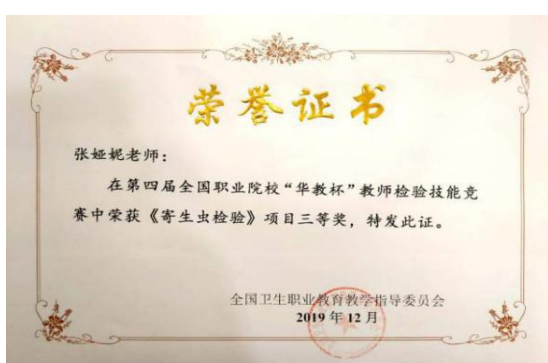 荣誉证书
张娅妮老师：
在第四届全国职业院校“华教杯”教师检验技能竞
赛中荣获《寄生虫检验》项目三等奖，特发此证。
全国卫生职业教育教学指导委员会
2019 年 12 月